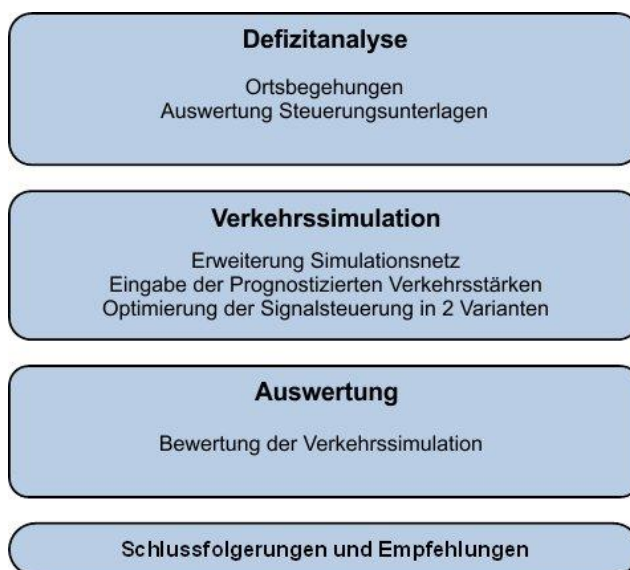 Defizitanalyse
Ortsbegehungen
Auswertung Steuerungsunterlagen
Verkehrssimulation
Erweiterung Simulationsnetz
Eingabe der Prognostizierten Verkehrsstärken
Optimierung der Signalsteuerung in 2 Varianten
Auswertung
Bewertung der Verkehrssimulation
Schlussfolgerungen und Empfehlungen